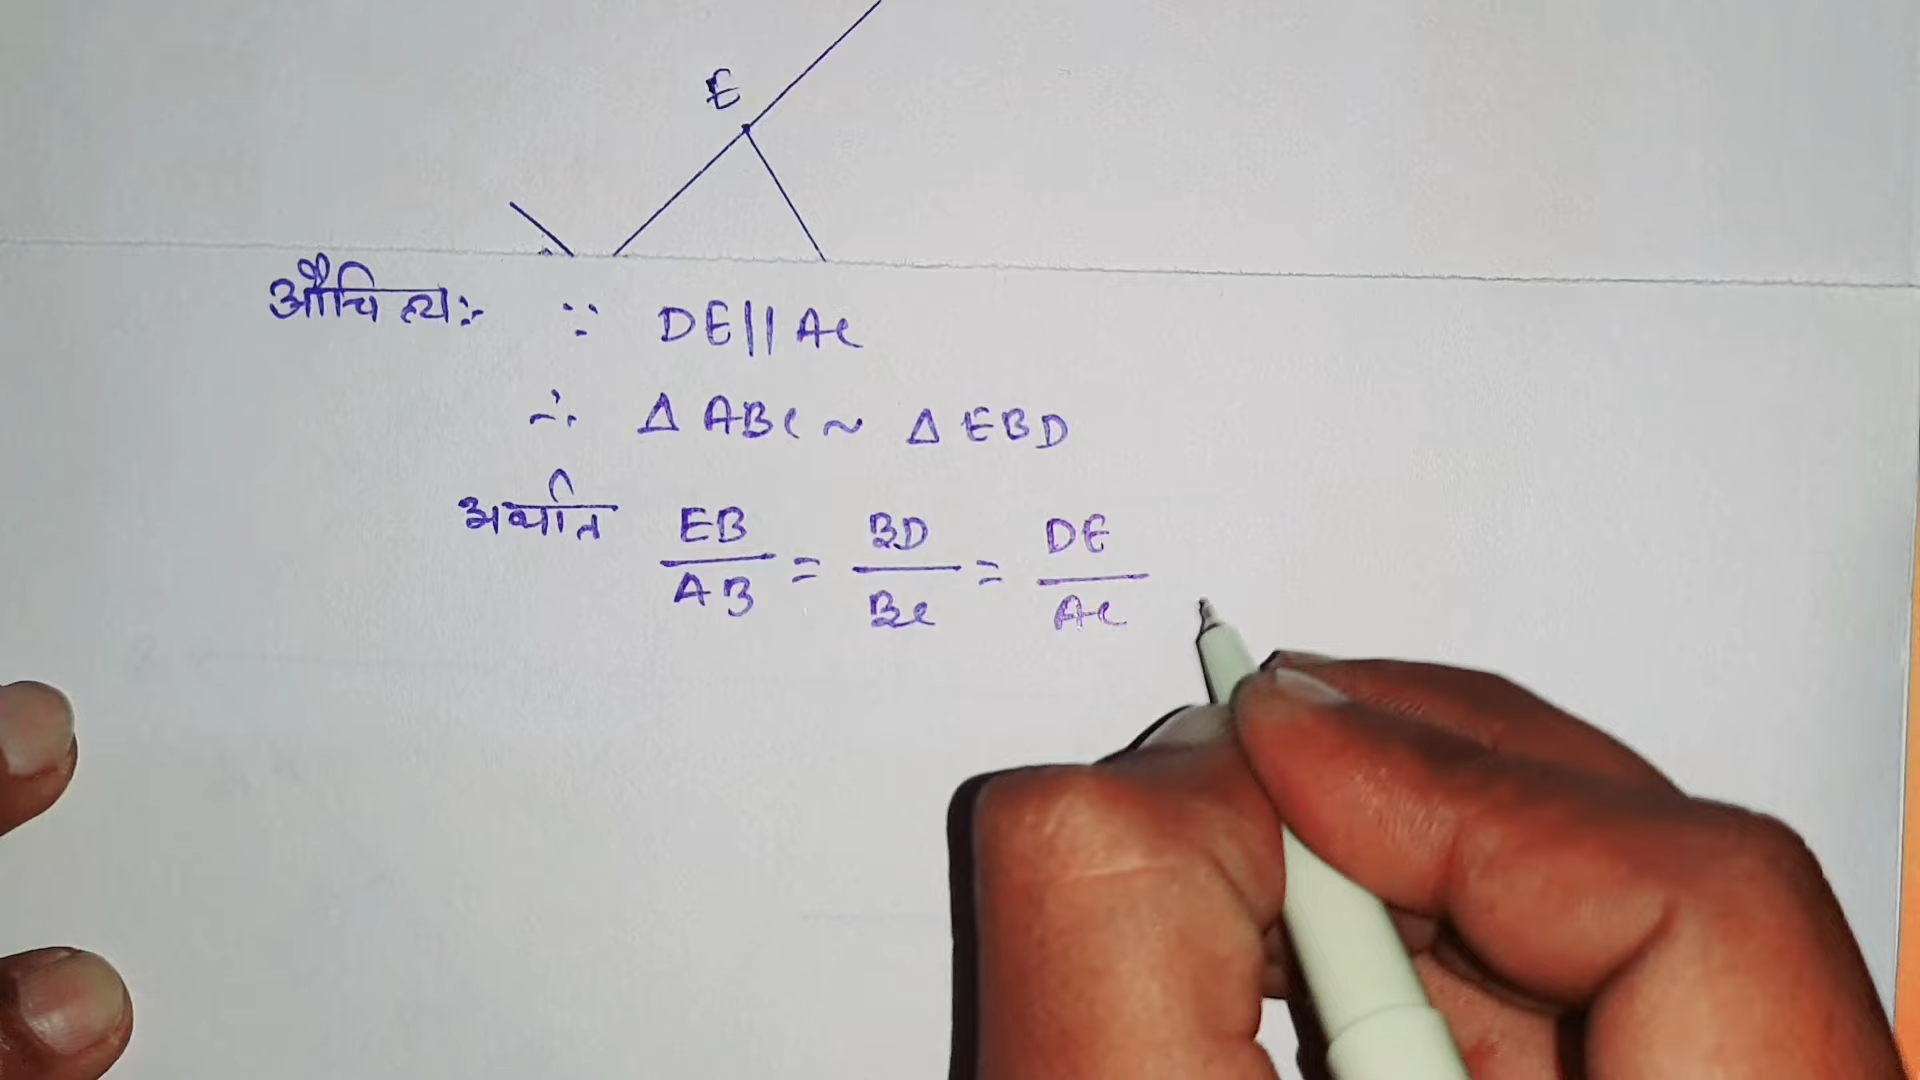 E
औचित्यः- ∵ DE||AC
∴ Δ ABC ~ Δ EBD
अर्थात EB/AB = BD/BC = DE/AC